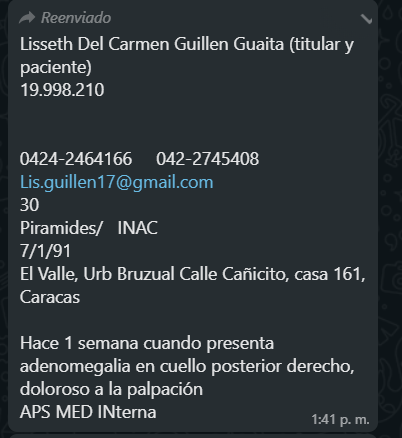 Reenviado
Lisseth Del Carmen Guillen Guaita (titular y
paciente)
19.998.210
0424-2464166 042-2745408
Lis.guillen17@gmail.com
30
Piramides/ INAC
7/1/91
El Valle, Urb Bruzual Calle Cañicito, casa 161,
Caracas
Hace 1 semana cuando presenta
adenomegalia en cuello posterior derecho,
doloroso a la palpación
APS MED INterna
1:41 p. m.